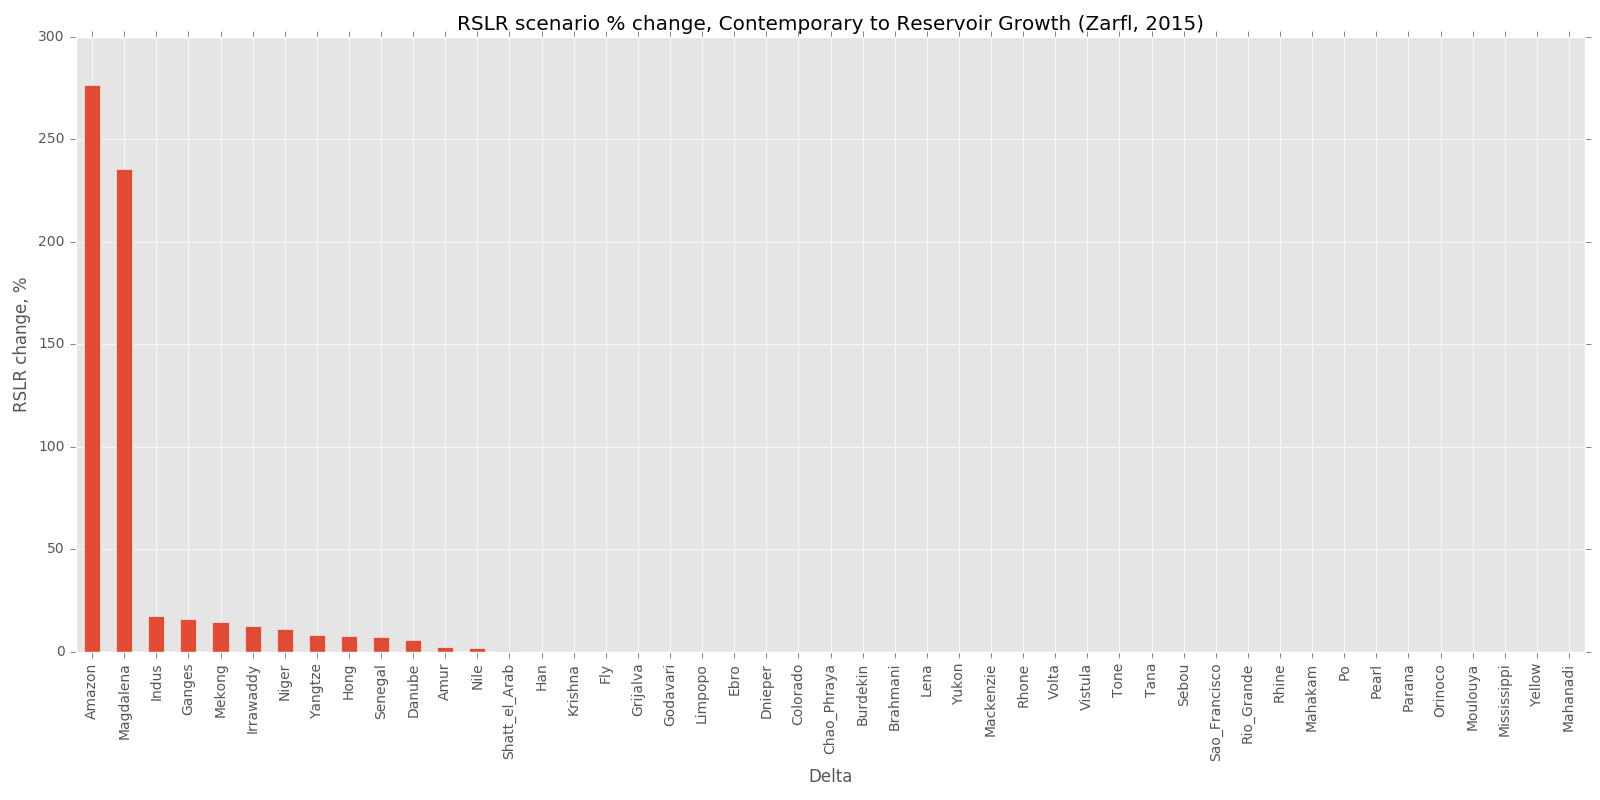 RSLR scenario % change, Contemporary to Reservoir Growth (Zarfl, 2015)
300
250
200
150
100
50
0
RSLR change, %
Amazon
Magdalena
Indus
Ganges
Mekong
Irrawaddy
Niger
Yangtze
Hong
Senegal
Danube
Amur
Nile
Shatt_el_Arab
Han
Krishna
Fly
Grijalva
Godavari
Limpopo
Ebro
Dnieper
Colorado
Chao_Phraya
Burdekin
Brahmani
Lena
Yukon
Mackenzie
Rhone
Volta
Vistula
Tone
Tana
Sebou
Sao_Francisco
Rio_Grande
Rhine
Mahakam
Po
Pearl
Parana
Orinoco
Moulouya
Mississippi
Yellow
Mahanadi
Delta